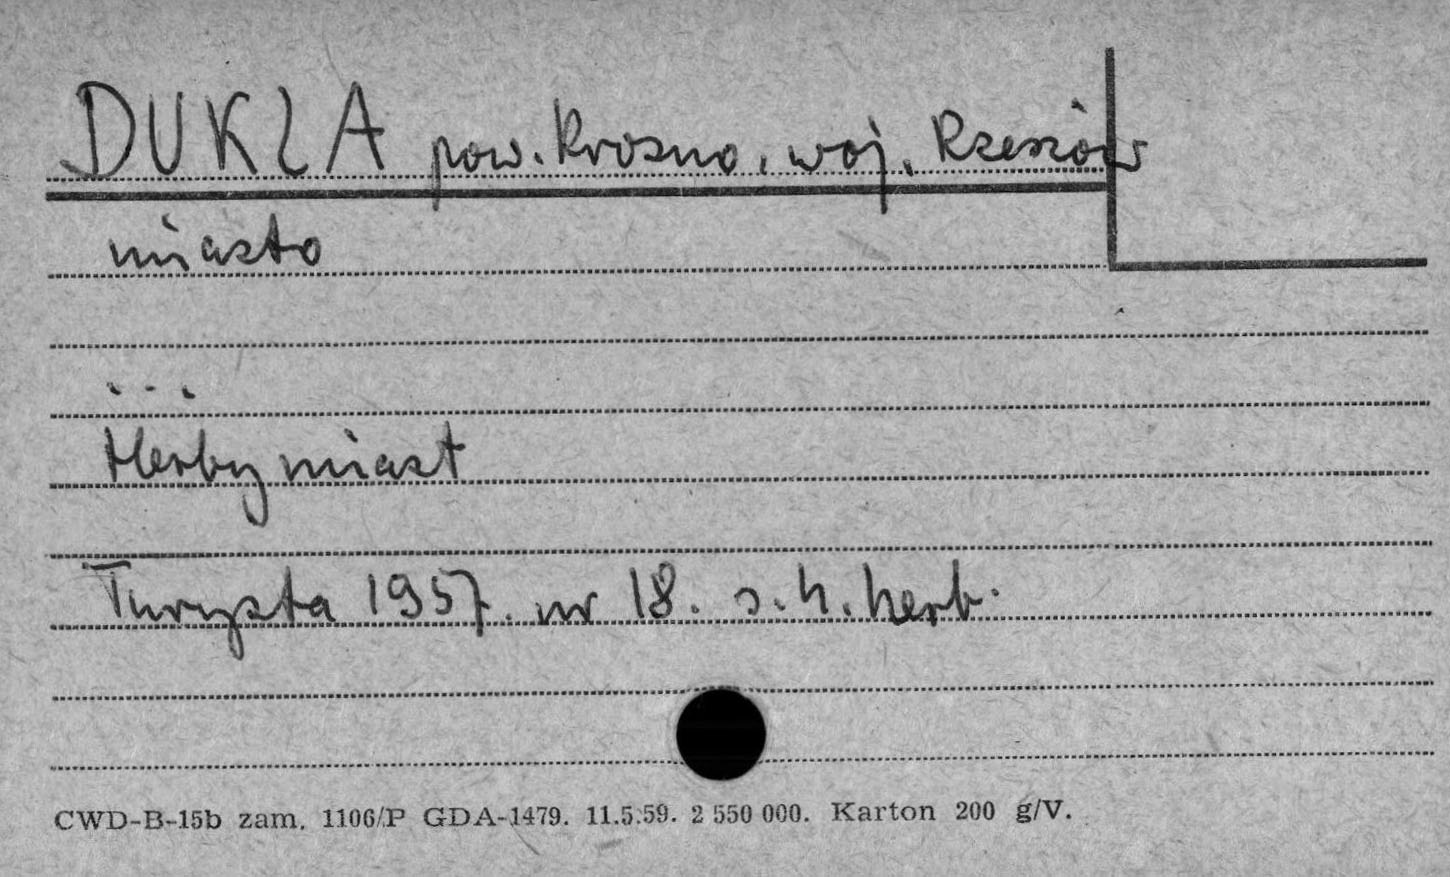 DUKLA pow. Krosno, woj. Rzeszów
miasto
...
Herby miast
Turysta 1957. nr 18. s. 4. herb.
CWD-B-15b zam. 1106/P GDA-1479. 11.5.59. 2 550 000. Karton 200 g/V.